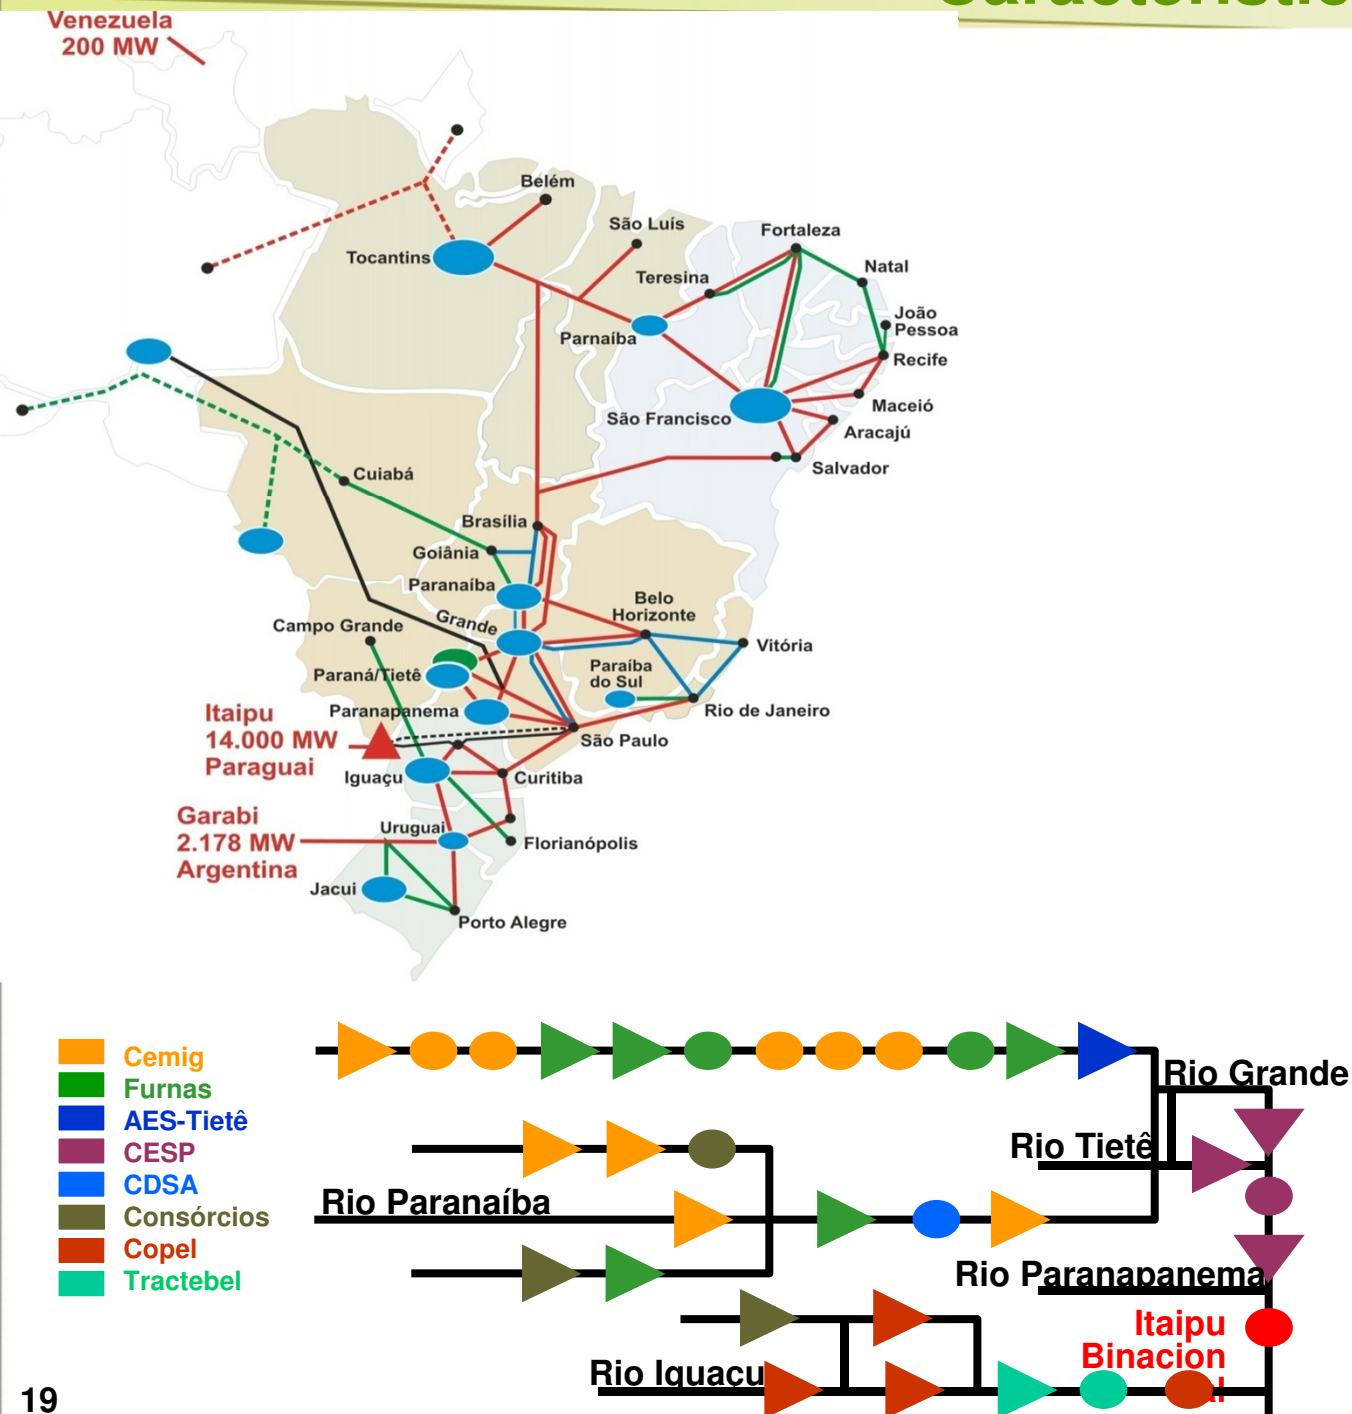 Característic
Venezuela
200 MW
Belém
São Luís
Fortaleza
Tocantins
Teresina
Natal
João
Pessoa
Parnaíba
Recife
Maceió
São Francisco
Aracajú
Salvador
Cuiabá
Brasília
Goiânia
Paranaíba
Belo
Horizonte
Grande
Campo Grande
Vitória
Paraíba
do Sul
Paraná/Tietê
Paranapanema
Rio de Janeiro
Itaipu
14.000 MW
Paraguai
São Paulo
Iguaçu
Curitiba
Garabi
2.178 MW
Argentina
Uruguai
Florianópolis
Jacui
Porto Alegre
Cemig
Furnas
AES-Tietê
CESP
CDSA
Consórcios
Copel
Tractebel
Rio Grande
Rio Tietê
Rio Paranaíba
Rio Paranapanema
Itaipu
Binacion
al
Rio Iguaçu
19